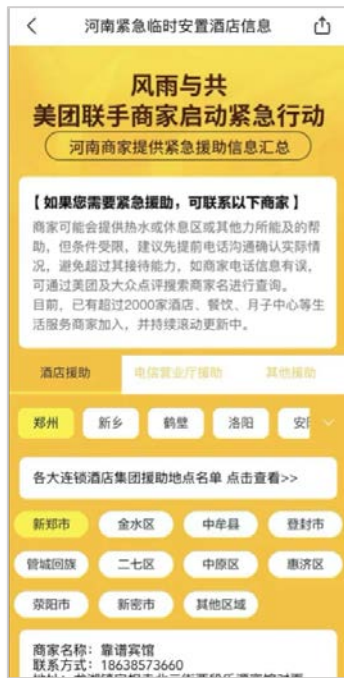 河南紧急临时安置酒店信息
风雨与共
美团联手商家启动紧急行动
河南商家提供紧急援助信息汇总
【如果您需要紧急援助，可联系以下商家】
商家可能会提供热水或休息区或其他力所能及的帮
助，但条件受限，建议先提前电话沟通确认实际情
况，避免超过其接待能力，如商家电话信息有误，
可通过美团及大众点评搜索商家名进行查询。
目前，已有超过2000家酒店、餐饮、月子中心等生
活服务商家加入，并持续滚动更新中。
酒店援助 电信营业厅援助 其他援助
郑州 新乡 鹤壁 洛阳 安
各大连锁酒店集团援助地点名单 点击查看>>
新郑市 金水区 中牟县 登封市
管城回族 二七区 中原区 惠济区
荥阳市 新密市 其他区域
商家名称：靠谱宾馆
联系方式：18638573660